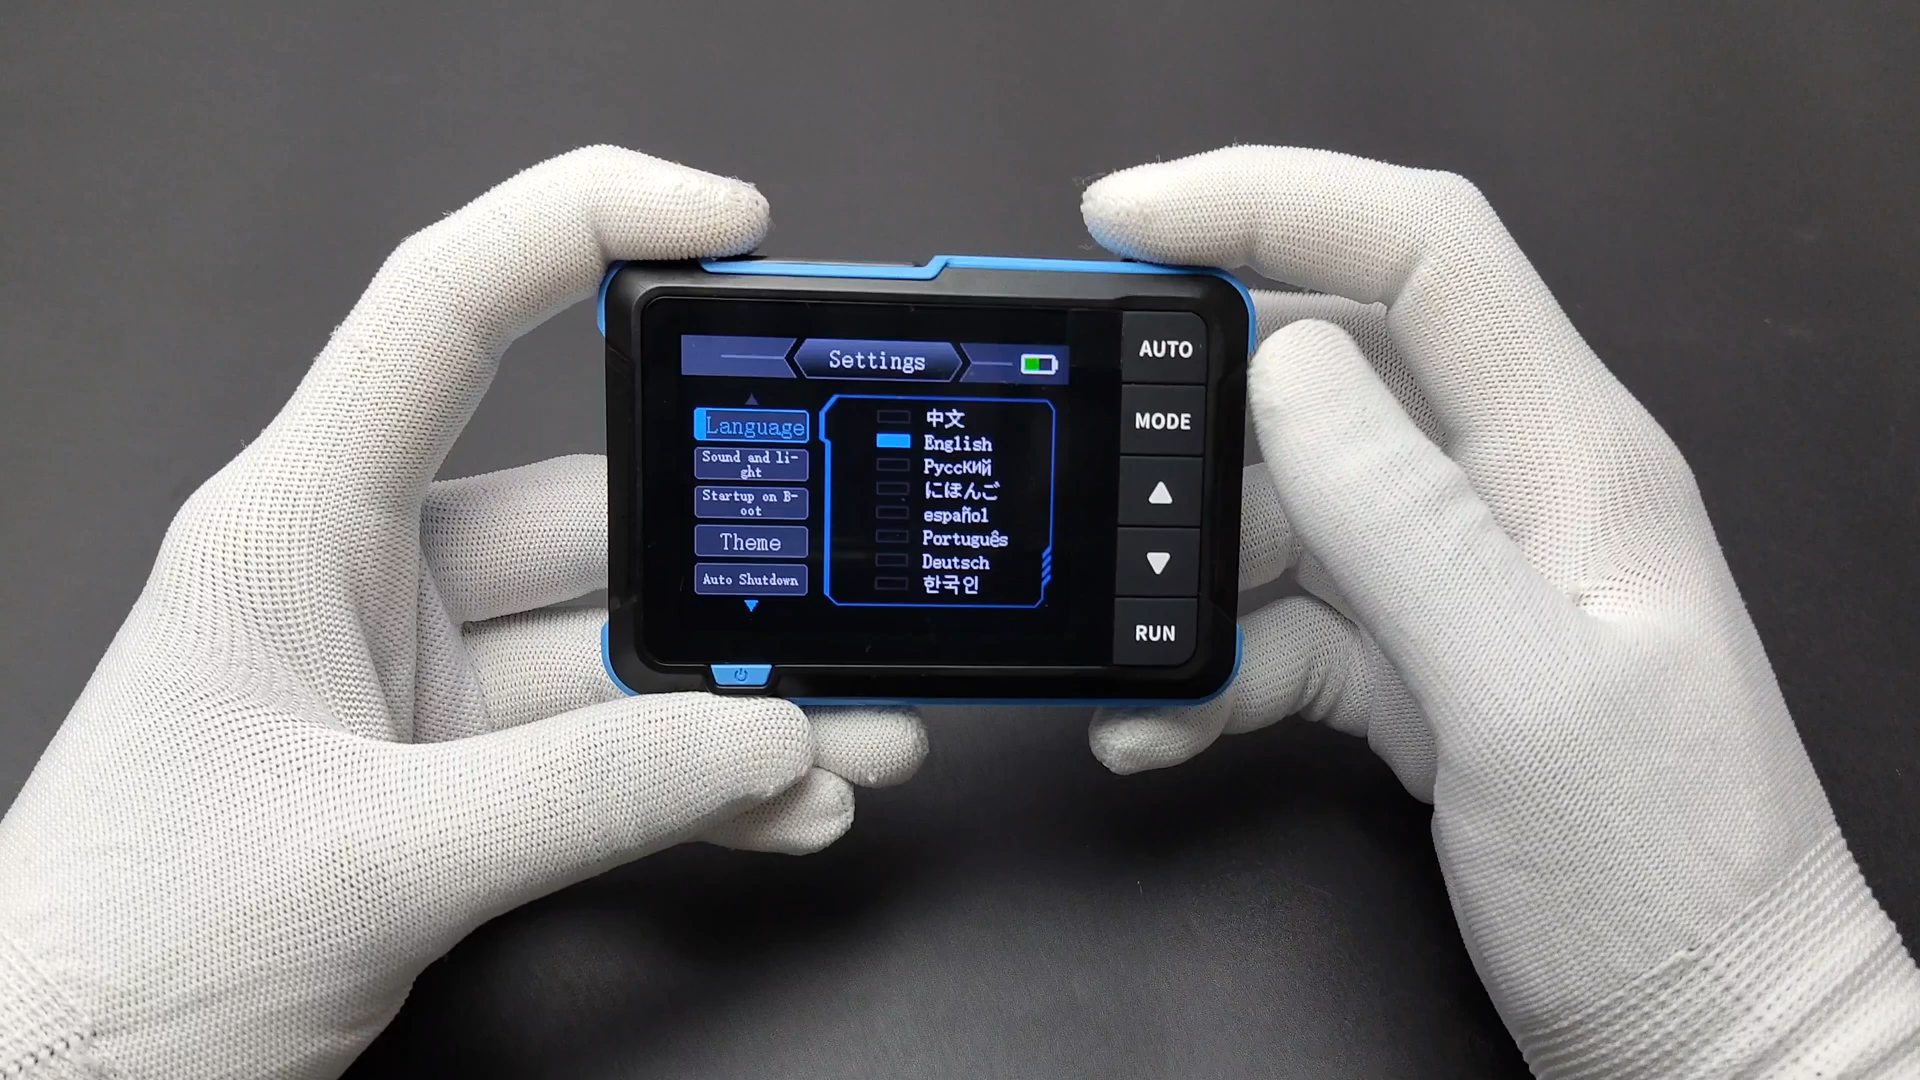 Settings
Language
Sound and li-
ght
Startup on B-
oot
Theme
Auto Shutdown
中文
English
Русский
にほんご
español
Português
Deutsch
한국인
AUTO
MODE
RUN